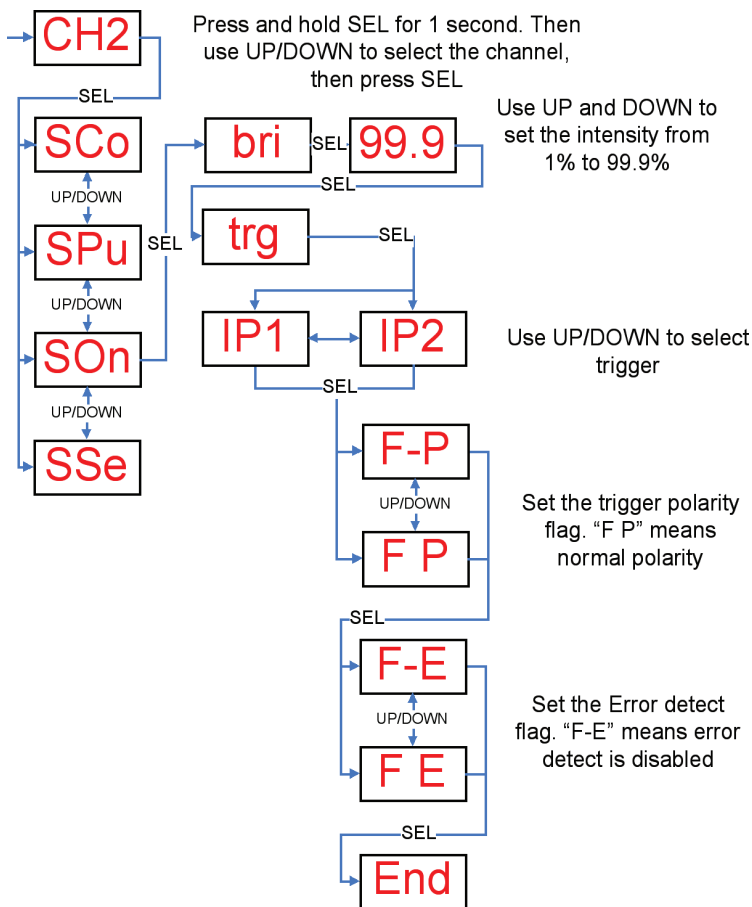 CH2
Press and hold SEL for 1 second. Then
use UP/DOWN to select the channel,
then press SEL
SEL
SCo
UP/DOWN
SPu
UP/DOWN
SOn
UP/DOWN
SSe
SEL
bri
SEL
99.9
Use UP and DOWN to
set the intensity from
1% to 99.9%
SEL
trg
SEL
IP1
IP2
Use UP/DOWN to select
trigger
SEL
F-P
UP/DOWN
F P
Set the trigger polarity
flag. “F P” means
normal polarity
SEL
F-E
UP/DOWN
F E
Set the Error detect
flag. “F-E” means error
detect is disabled
SEL
End